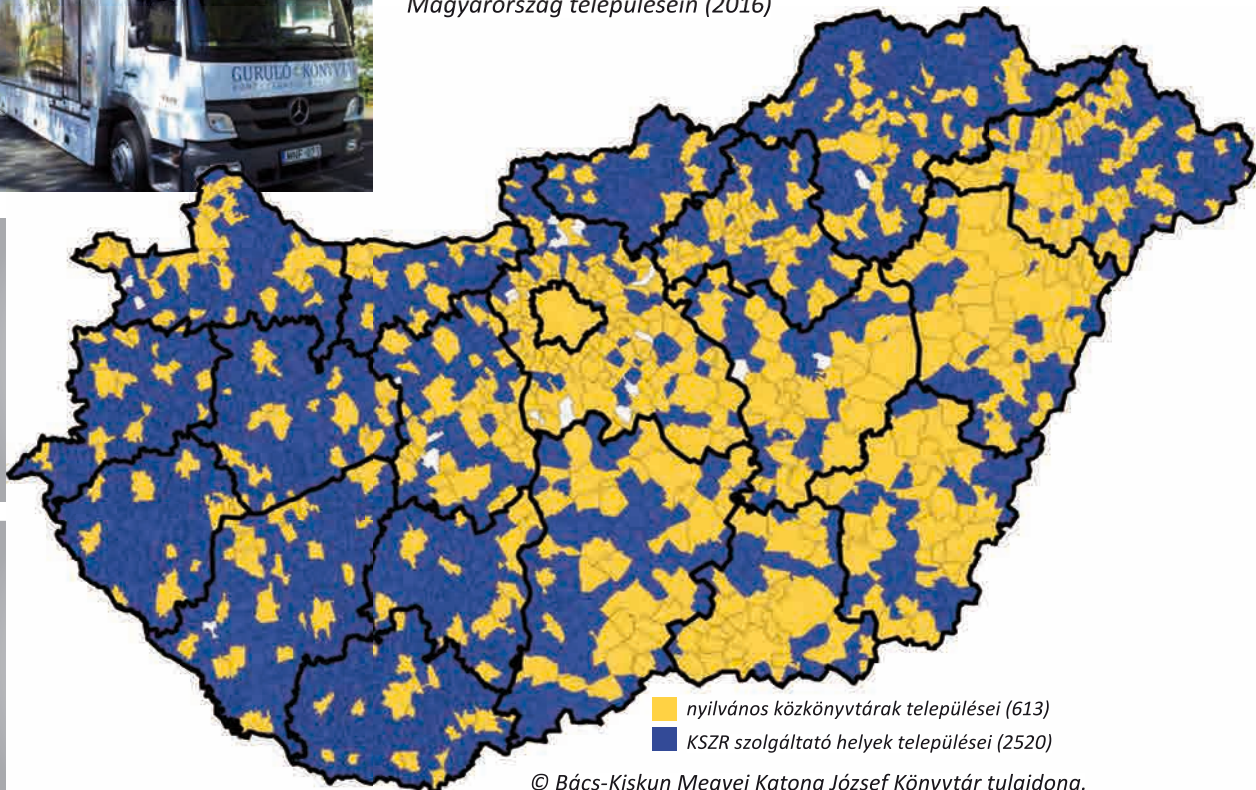 Magyarország településein (2016)
GURULÓ KÖNYVTÁR
nyilvános közkönyvtárak települései (613)
KSZR szolgáltató helyek települései (2520)
© Bács-Kiskun Megyei Katona József Könyvtár tulajdona.